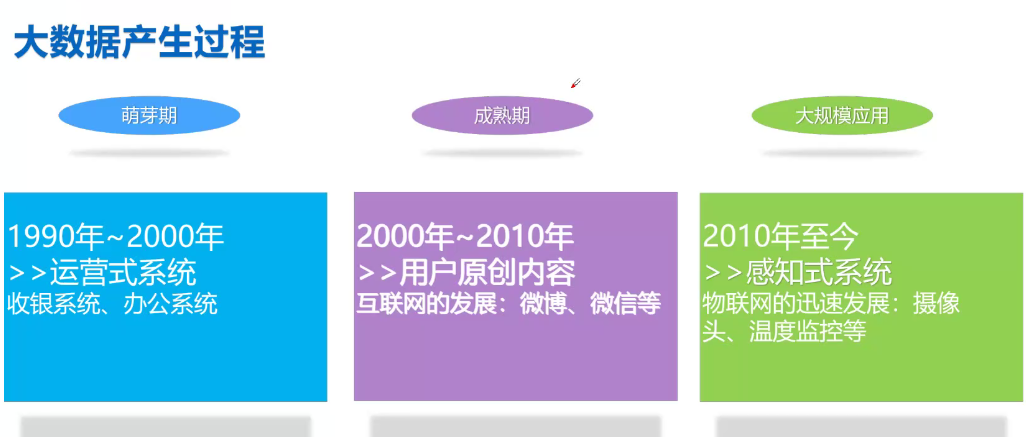 大数据产生过程
萌芽期
成熟期
大规模应用
1990年~2000年
>>运营式系统
收银系统、办公系统
2000年~2010年
>>用户原创内容
互联网的发展：微博、微信等
2010年至今
>>感知式系统
物联网的迅速发展：摄像
头、温度监控等